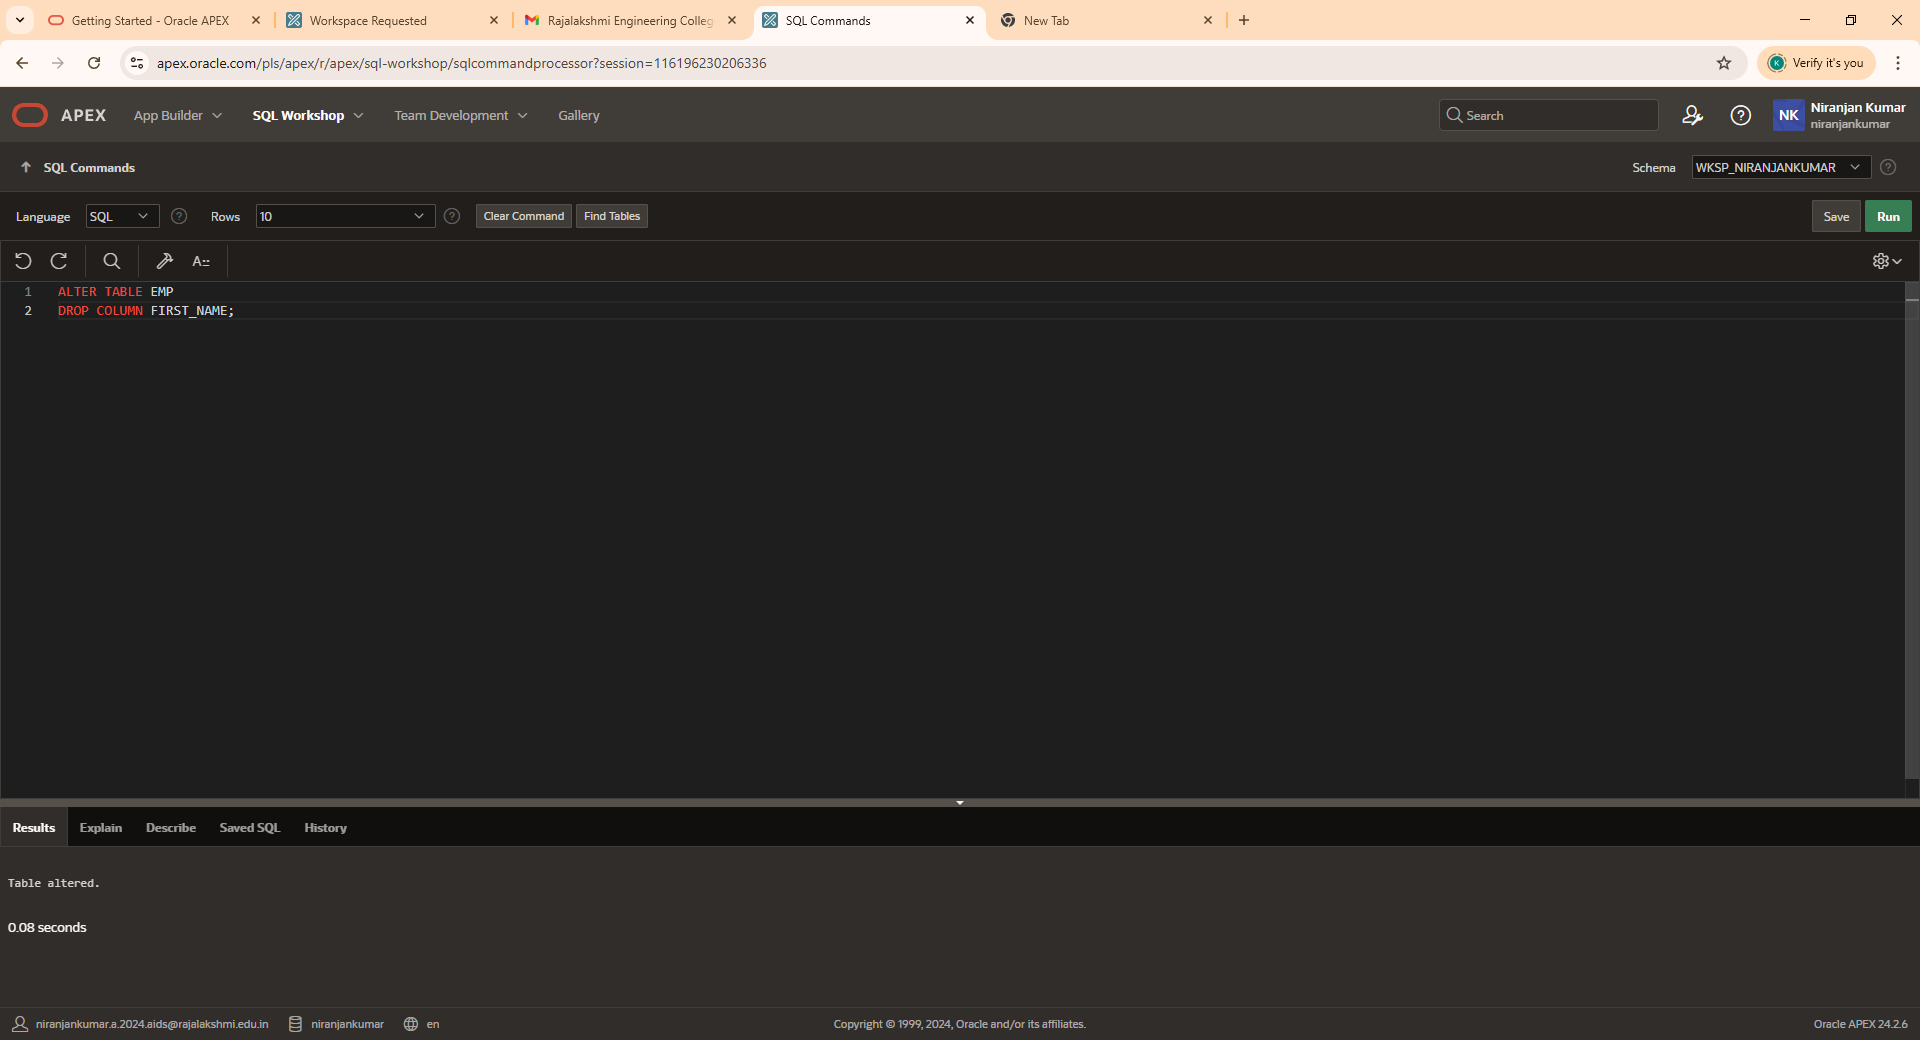 Getting Started - Oracle APEX
Workspace Requested
Rajalakshmi Engineering Colleg
SQL Commands
New Tab
apex.oracle.com/pls/apex/r/apex/sql-workshop/sqlcommandprocessor?session=116196230206336
K
Verify it's you
APEX
App Builder
SQL Workshop
Team Development
Gallery
Search
NK
Niranjan Kumar
niranjankumar
SQL Commands
Schema
WKSP_NIRANJANKUMAR
Language
SQL
Rows
10
Clear Command
Find Tables
Save
Run
A
1 ALTER TABLE EMP
2 DROP COLUMN FIRST_NAME;
Results
Explain
Describe
Saved SQL
History
Table altered.
0.08 seconds
niranjankumar.a.2024.aids@rajalakshmi.edu.in
niranjankumar
en
Copyright © 1999, 2024, Oracle and/or its affiliates.
Oracle APEX 24.2.6